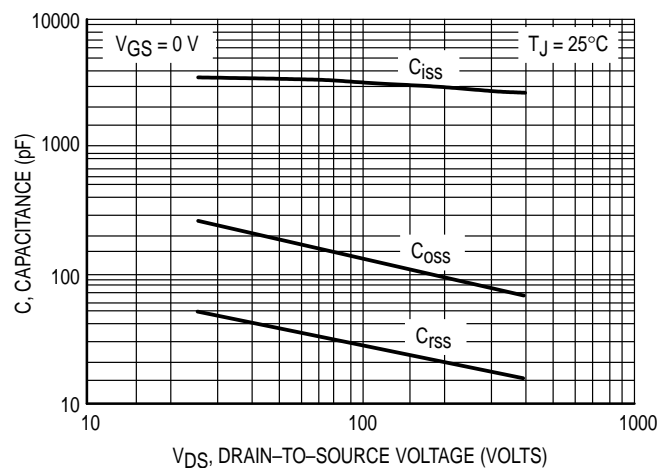 10000
VGS = 0 V
TJ = 25°C
Ciss
1000
C, CAPACITANCE (pF)
Coss
100
Crss
10
10
100
1000
VDS, DRAIN–TO–SOURCE VOLTAGE (VOLTS)